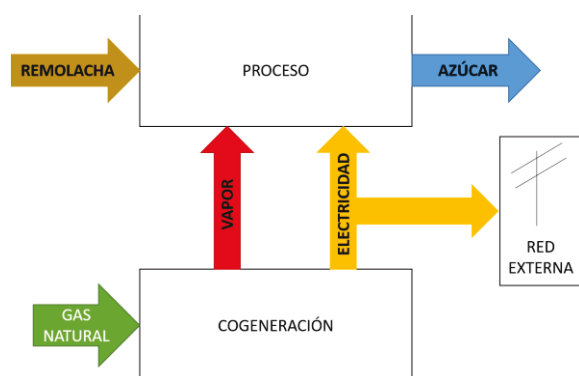 REMOLACHA
PROCESO
AZÚCAR
VAPOR
ELECTRICIDAD
RED
EXTERNA
GAS
NATURAL
COGENERACIÓN